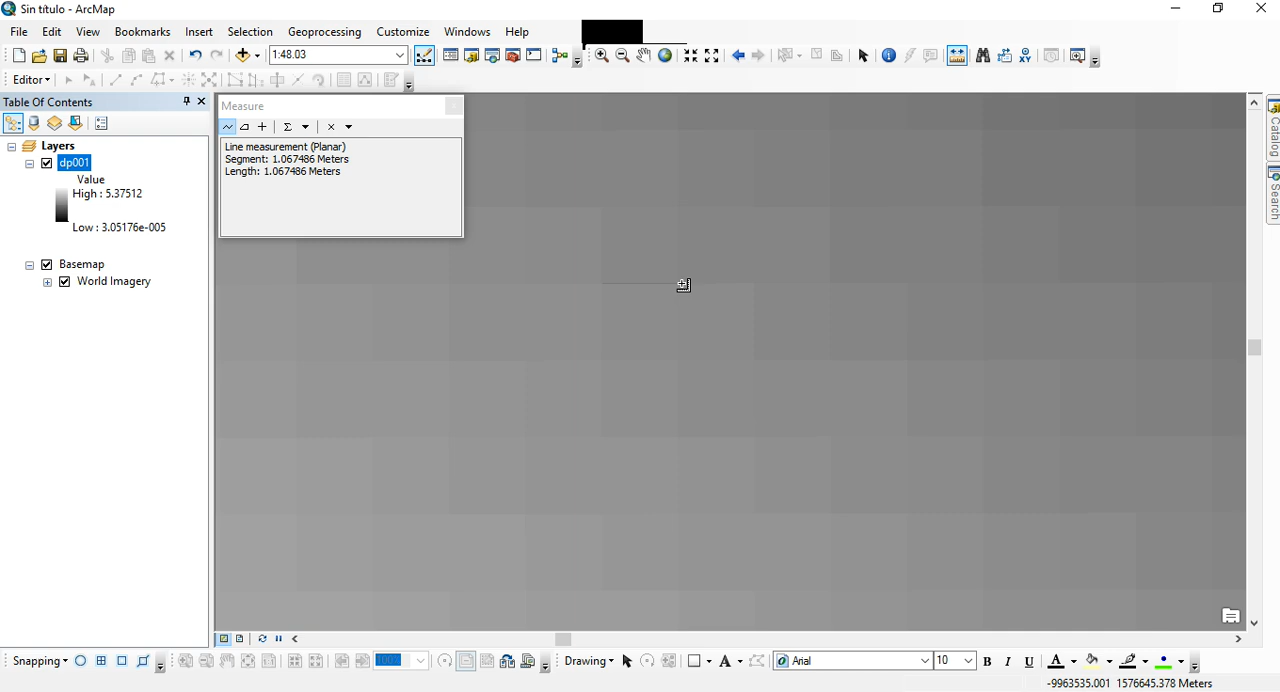 Sin título - ArcMap
File Edit View Bookmarks Insert Selection Geoprocessing Customize Windows Help
1:48.03
Editor
Table Of Contents
Layers
dp001
Value
High : 5.37512
Low : 3.05176e-005
Basemap
World Imagery
Measure
Line measurement (Planar)
Segment: 1.067486 Meters
Length: 1.067486 Meters
Catalog
Search
Snapping 100% Drawing Arial 10 B I U A
-9963535.001 1576645.378 Meters